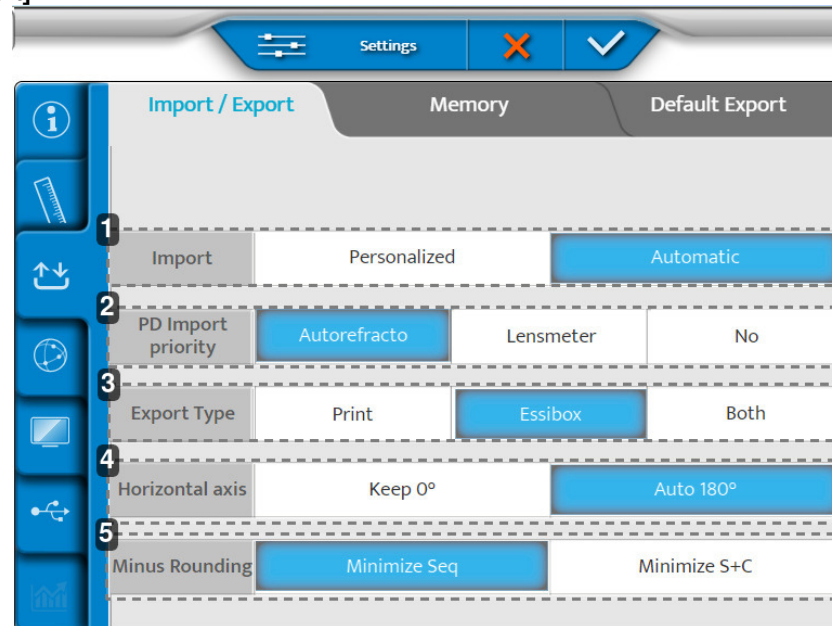 Settings
Import / Export Memory Default Export
1
Import Personalized Automatic
2
PD Import
priority
Autorefracto Lensmeter No
3
Export Type Print Essibox Both
4
Horizontal axis Keep 0° Auto 180°
5
Minus Rounding Minimize Seq Minimize S+C